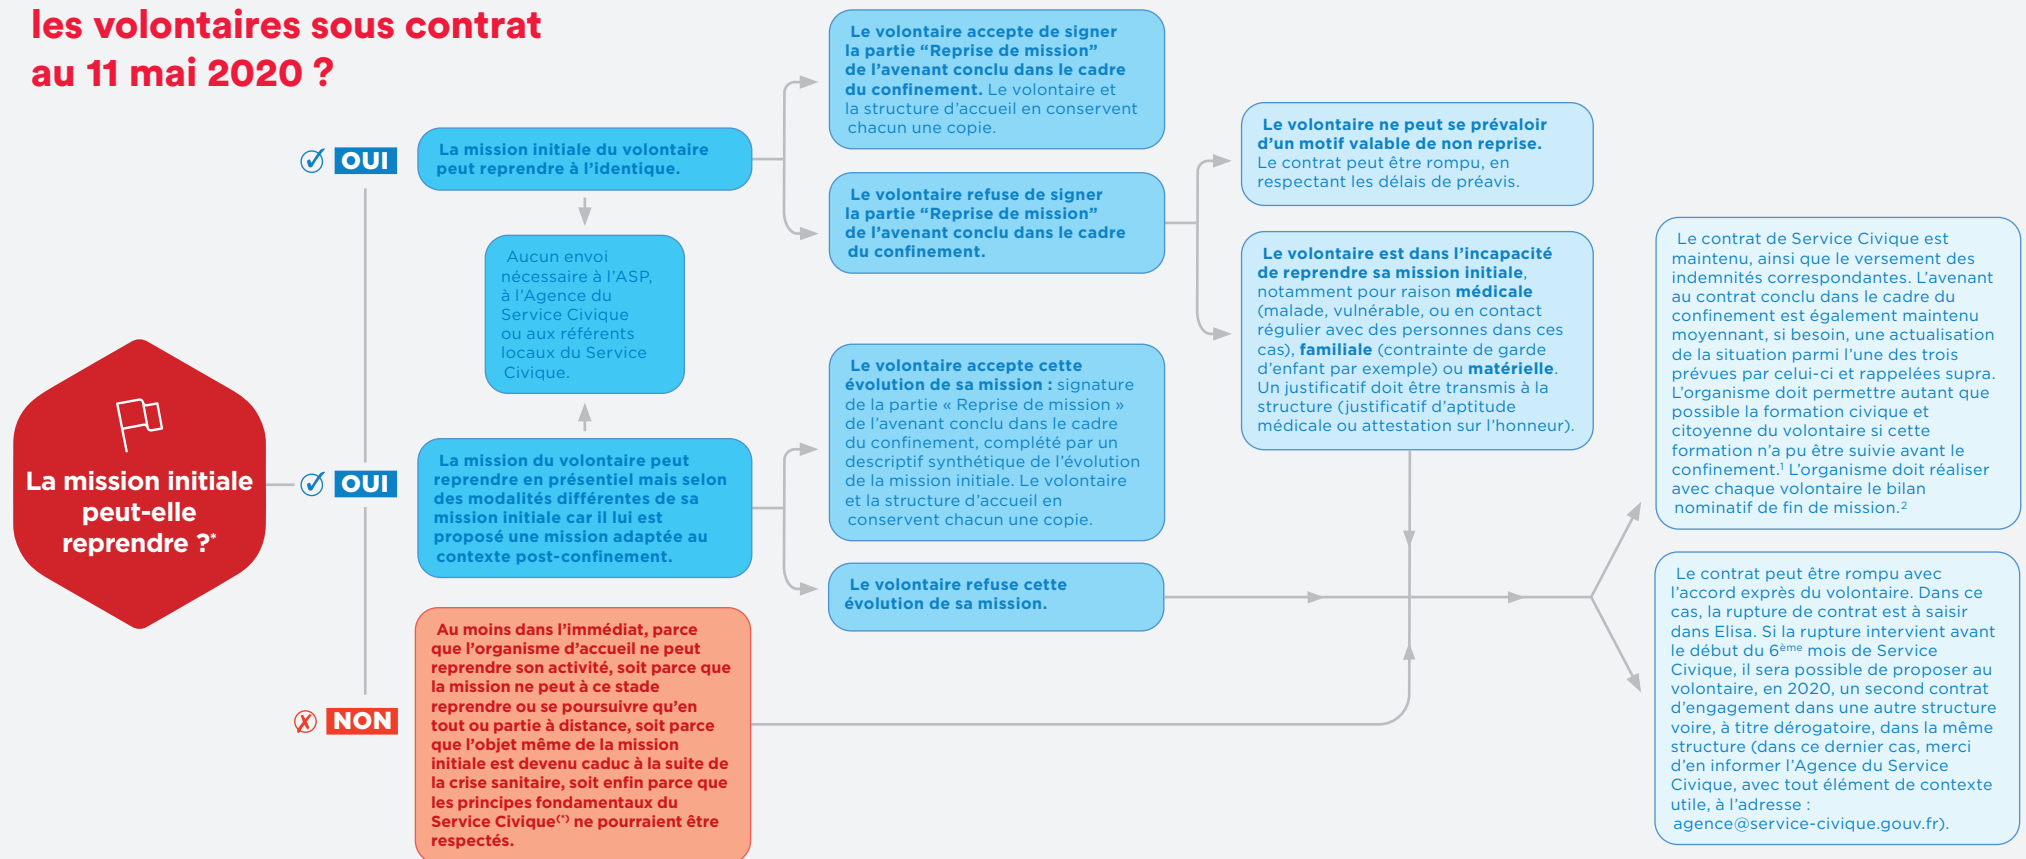 les volontaires sous contrat
au 11 mai 2020 ?
La mission initiale
peut-elle
reprendre ?*
OUI
La mission initiale du volontaire
peut reprendre à l’identique.
Aucun envoi
nécessaire à l’ASP,
à l’Agence du
Service Civique
ou aux référents
locaux du Service
Civique.
OUI
La mission du volontaire peut
reprendre en présentiel mais selon
des modalités différentes de sa
mission initiale car il lui est
proposé une mission adaptée au
contexte post-confinement.
NON
Au moins dans l’immédiat, parce
que l’organisme d’accueil ne peut
reprendre son activité, soit parce que
la mission ne peut à ce stade
reprendre ou se poursuivre qu’en
tout ou partie à distance, soit parce
que l’objet même de la mission
initiale est devenu caduc à la suite de
la crise sanitaire, soit enfin parce que
les principes fondamentaux du
Service Civique(*) ne pourraient être
respectés.
Le volontaire accepte de signer
la partie “Reprise de mission”
de l’avenant conclu dans le cadre
du confinement. Le volontaire et
la structure d’accueil en conservent
chacun une copie.
Le volontaire refuse de signer
la partie “Reprise de mission”
de l’avenant conclu dans le cadre
du confinement.
Le volontaire accepte cette
évolution de sa mission : signature
de la partie « Reprise de mission »
de l’avenant conclu dans le cadre
du confinement, complété par un
descriptif synthétique de l’évolution
de la mission initiale. Le volontaire
et la structure d’accueil en
conservent chacun une copie.
Le volontaire refuse cette
évolution de sa mission.
Le volontaire ne peut se prévaloir
d’un motif valable de non reprise.
Le contrat peut être rompu, en
respectant les délais de préavis.
Le volontaire est dans l’incapacité
de reprendre sa mission initiale,
notamment pour raison médicale
(malade, vulnérable, ou en contact
régulier avec des personnes dans ces
cas), familiale (contrainte de garde
d’enfant par exemple) ou matérielle.
Un justificatif doit être transmis à la
structure (justificatif d’aptitude
médicale ou attestation sur l’honneur).
Le contrat de Service Civique est
maintenu, ainsi que le versement des
indemnités correspondantes. L’avenant
au contrat conclu dans le cadre du
confinement est également maintenu
moyennant, si besoin, une actualisation
de la situation parmi l’une des trois
prévues par celui-ci et rappelées supra.
L’organisme doit permettre autant que
possible la formation civique et
citoyenne du volontaire si cette
formation n’a pu être suivie avant le
confinement.¹ L’organisme doit réaliser
avec chaque volontaire le bilan
nominatif de fin de mission.²
Le contrat peut être rompu avec
l’accord exprès du volontaire. Dans ce
cas, la rupture de contrat est à saisir
dans Elisa. Si la rupture intervient avant
le début du 6ème mois de Service
Civique, il sera possible de proposer au
volontaire, en 2020, un second contrat
d’engagement dans une autre structure
voire, à titre dérogatoire, dans la même
structure (dans ce dernier cas, merci
d’en informer l’Agence du Service
Civique, avec tout élément de contexte
utile, à l’adresse :
agence@service-civique.gouv.fr).